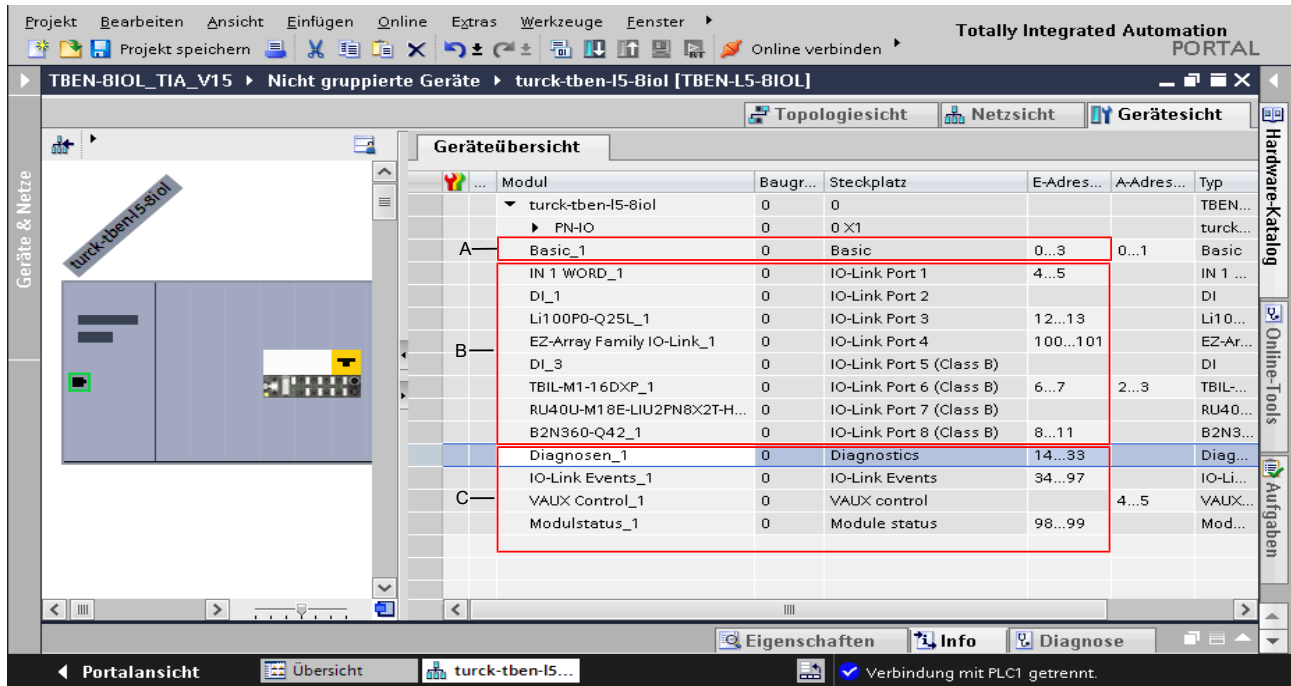 Projekt Bearbeiten Ansicht Einfügen Online Extras Werkzeuge Fenster
Totally Integrated Automation
PORTAL
Projekt speichern
RT
Online verbinden
TBEN-8IOL_TIA_V15 Nicht gruppierte Geräte turck-tben-l5-8iol [TBEN-L5-8IOL]
Topologiesicht Netzsicht Gerätesicht
Geräteübersicht
... Modul Baugr... Steckplatz E-Adres... A-Adres... Typ
turck-tben-l5-8iol 0 0 TBEN...
PN-IO 0 0 X1 turck...
A Basic_1 0 Basic 0...3 0...1 Basic
IN 1 WORD_1 0 IO-Link Port 1 4...5 IN 1 ...
DI_1 0 IO-Link Port 2 DI
Li100P0-Q25L_1 0 IO-Link Port 3 12...13 Li10...
B EZ-Array Family IO-Link_1 0 IO-Link Port 4 100...101 EZ-Ar...
DI_3 0 IO-Link Port 5 (Class B) DI
TBIL-M1-16DXP_1 0 IO-Link Port 6 (Class B) 6...7 2...3 TBIL-...
RU40U-M18E-LIU2PN8X2T-H... 0 IO-Link Port 7 (Class B) RU40...
B2N360-Q42_1 0 IO-Link Port 8 (Class B) 8...11 B2N3...
Diagnosen_1 0 Diagnostics 14...33 Diag...
IO-Link Events_1 0 IO-Link Events 34...97 IO-Li...
C VAUX Control_1 0 VAUX control 4...5 VAUX...
Modulstatus_1 0 Module status 98...99 Mod...
turck-tben-l5-8iol
Geräte & Netze
Hardware-Katalog
Online-Tools
Aufgaben
Eigenschaften Info Diagnose
Portalansicht Übersicht turck-tben-l5... Verbindung mit PLC1 getrennt.